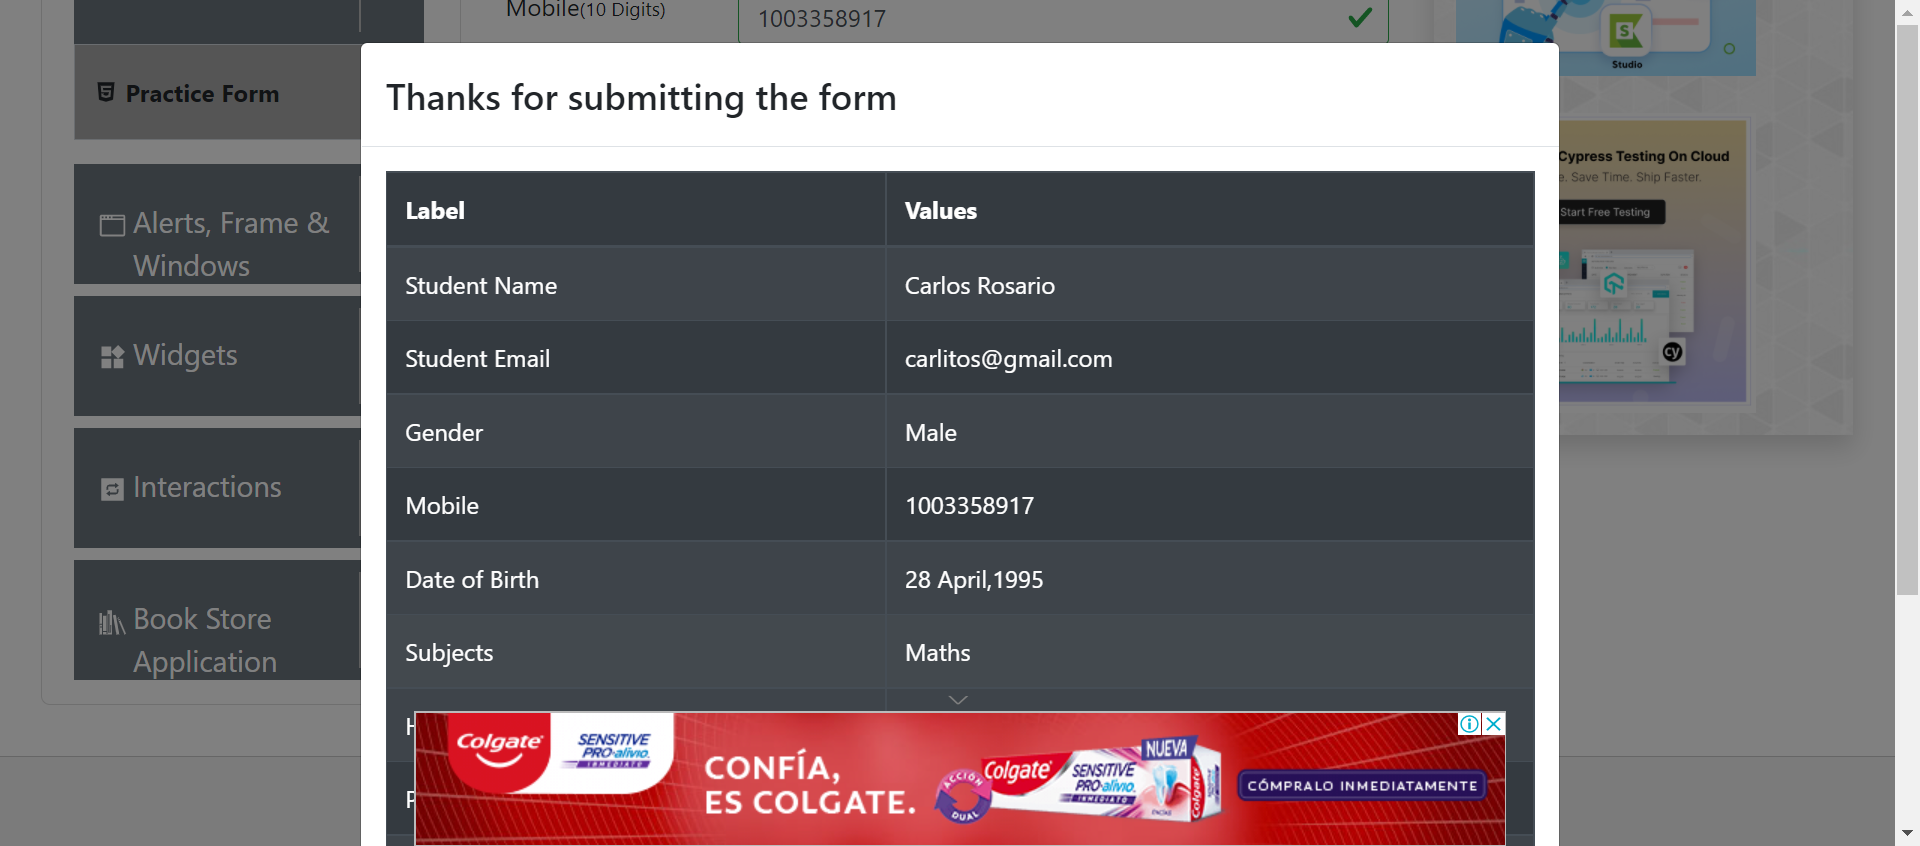 Mobile(10 Digits)
1003358917
Studio
Practice Form
Thanks for submitting the form
Cypress Testing On Cloud
e. Save Time. Ship Faster.
Start Free Testing
Label
Values
Alerts, Frame &
Windows
Student Name
Carlos Rosario
Student Email
carlitos@gmail.com
Widgets
cy
Gender
Male
Interactions
Mobile
1003358917
Date of Birth
28 April,1995
Book Store
Application
Subjects
Maths
H
P
Colgate
SENSITIVE
PRO-alivio.
INMEDIATO
CONFÍA,
ES COLGATE.
ACCIÓN
DUAL
NUEVA
Colgate
SENSITIVE
PRO-alivio.
INMEDIATO
ENCÍAS
Colgate
CÓMPRALO INMEDIATAMENTE